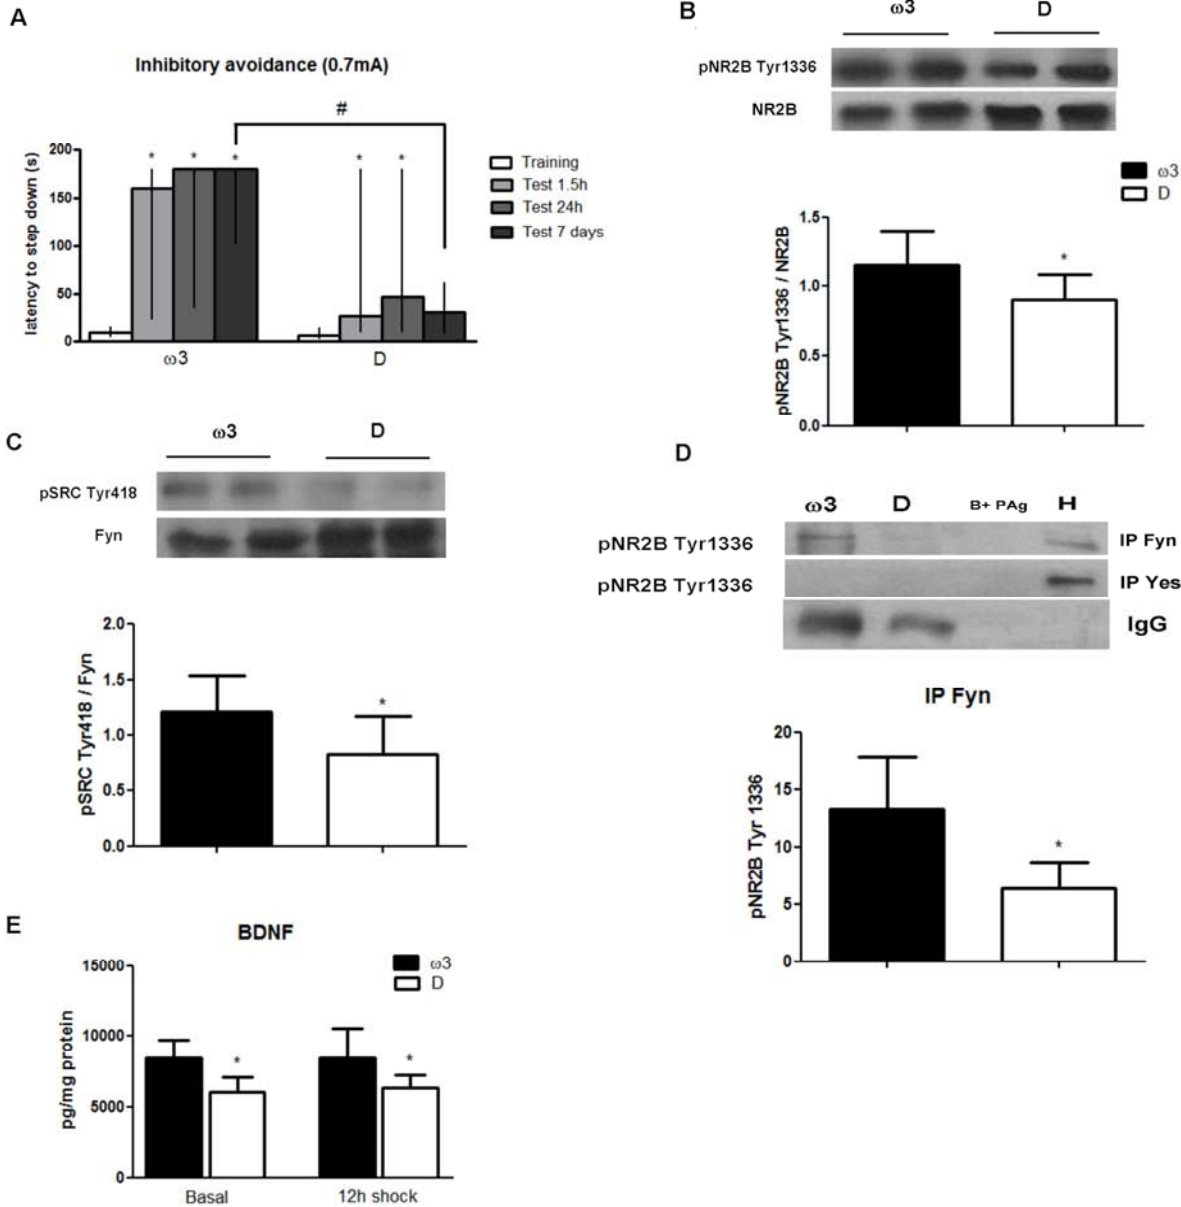 A
Inhibitory avoidance (0.7mA)
#
latency to step down (s)
200
150
100
50
0
* * * * *
Training
Test 1.5h
Test 24h
Test 7 days
ω3 D
B
ω3 D
pNR2B Tyr1336
NR2B
ω3
D
pNR2B Tyr1336 / NR2B
1.5
1.0
0.5
0.0
*
C
ω3 D
pSRC Tyr418
Fyn
pSRC Tyr418 / Fyn
2.0
1.5
1.0
0.5
0.0
*
D
ω3 D B+ PAg H
pNR2B Tyr1336 IP Fyn
pNR2B Tyr1336 IP Yes
IgG
IP Fyn
pNR2B Tyr 1336
20
15
10
5
0
*
E
BDNF
ω3
D
pg/mg protein
15000
10000
5000
0
* *
Basal 12h shock